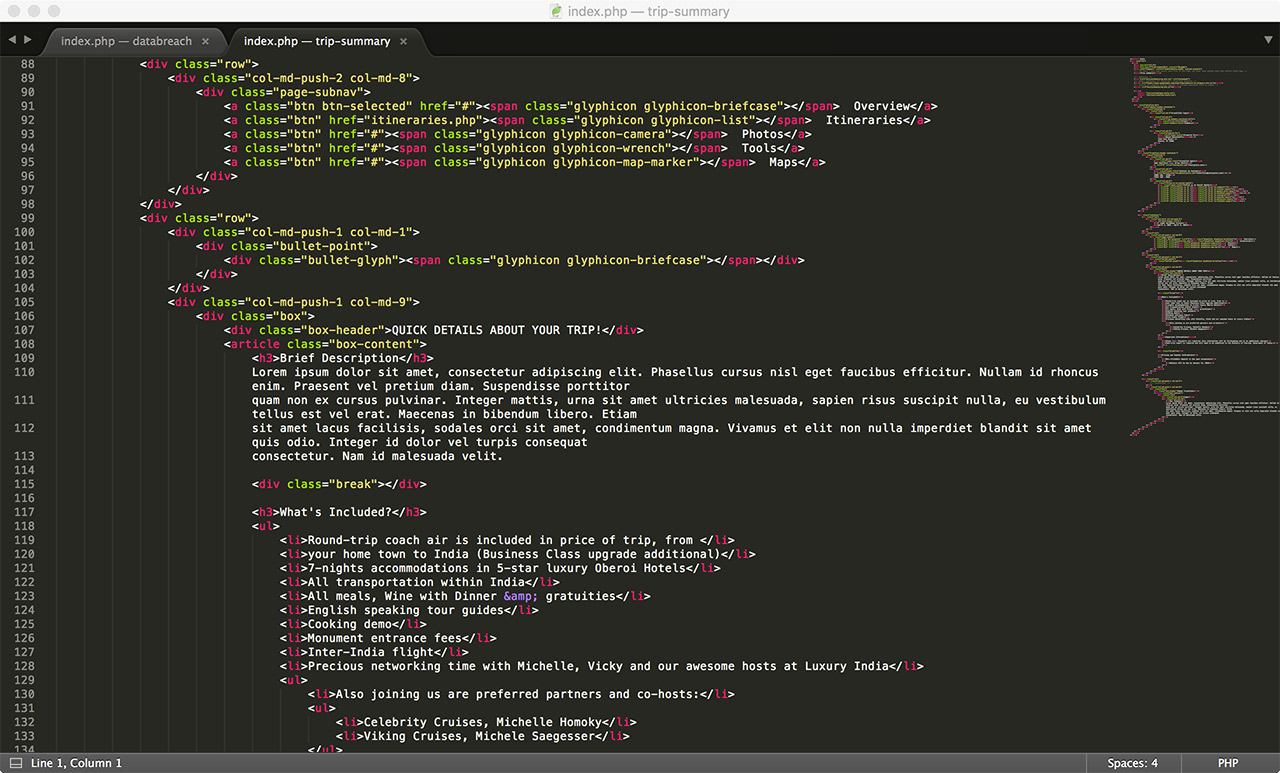 index.php — trip-summary
index.php — databreach × index.php — trip-summary ×
88 <div class="row">
89 <div class="col-md-push-2 col-md-8">
90 <div class="page-subnav">
91 <a class="btn btn-selected" href="#"><span class="glyphicon glyphicon-briefcase"></span>  Overview</a>
92 <a class="btn" href="itineraries.php"><span class="glyphicon glyphicon-list"></span>  Itineraries</a>
93 <a class="btn" href="#"><span class="glyphicon glyphicon-camera"></span>  Photos</a>
94 <a class="btn" href="#"><span class="glyphicon glyphicon-wrench"></span>  Tools</a>
95 <a class="btn" href="#"><span class="glyphicon glyphicon-map-marker"></span>  Maps</a>
96 </div>
97 </div>
98 </div>
99 <div class="row">
100 <div class="col-md-push-1 col-md-1">
101 <div class="bullet-point">
102 <div class="bullet-glyph"><span class="glyphicon glyphicon-briefcase"></span></div>
103 </div>
104 </div>
105 <div class="col-md-push-1 col-md-9">
106 <div class="box">
107 <div class="box-header">QUICK DETAILS ABOUT YOUR TRIP!</div>
108 <article class="box-content">
109 <h3>Brief Description</h3>
110 Lorem ipsum dolor sit amet, consectetur adipiscing elit. Phasellus cursus nisl eget faucibus efficitur. Nullam id rhoncus
enim. Praesent vel pretium diam. Suspendisse porttitor
111 quam non ex cursus pulvinar. Integer mattis, urna sit amet ultricies malesuada, sapien risus suscipit nulla, eu vestibulum
tellus est vel erat. Maecenas in bibendum libero. Etiam
112 sit amet lacus facilisis, sodales orci sit amet, condimentum magna. Vivamus et elit non nulla imperdiet blandit sit amet
quis odio. Integer id dolor vel turpis consequat
113 consectetur. Nam id malesuada velit.
114
115 <div class="break"></div>
116
117 <h3>What's Included?</h3>
118 <ul>
119 <li>Round-trip coach air is included in price of trip, from </li>
120 <li>your home town to India (Business Class upgrade additional)</li>
121 <li>7-nights accommodations in 5-star luxury Oberoi Hotels</li>
122 <li>All transportation within India</li>
123 <li>All meals, Wine with Dinner &amp; gratuities</li>
124 <li>English speaking tour guides</li>
125 <li>Cooking demo</li>
126 <li>Monument entrance fees</li>
127 <li>Inter-India flight</li>
128 <li>Precious networking time with Michelle, Vicky and our awesome hosts at Luxury India</li>
129 <ul>
130 <li>Also joining us are preferred partners and co-hosts:</li>
131 <ul>
132 <li>Celebrity Cruises, Michelle Homoky</li>
133 <li>Viking Cruises, Michele Saegesser</li>
134 </ul>
Line 1, Column 1 Spaces: 4 PHP